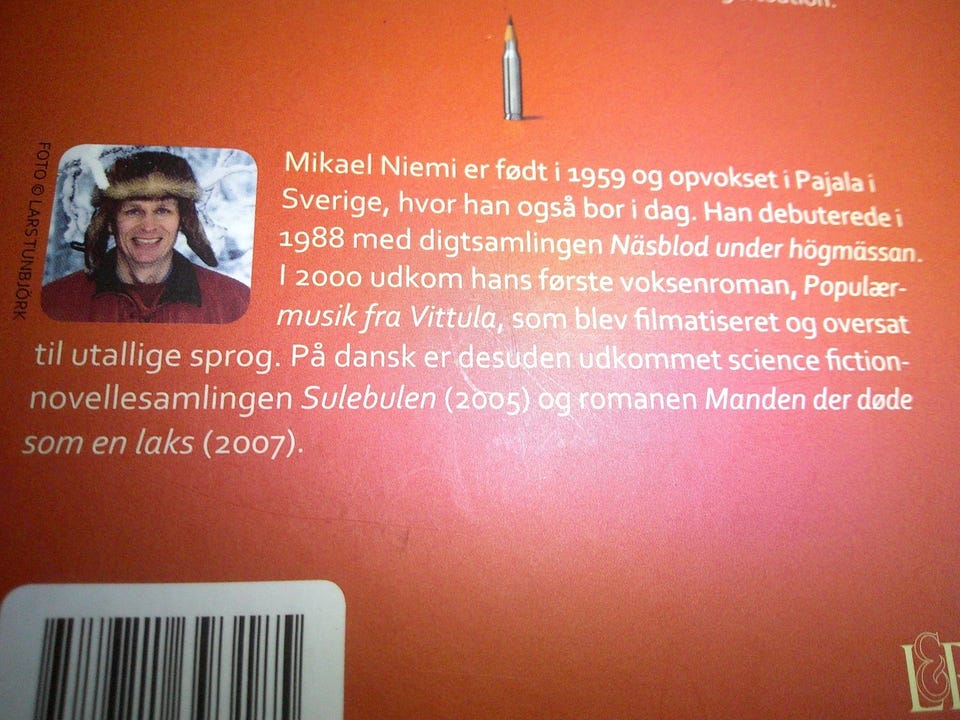 FOTO © LARS TUNBJÖRK
Mikael Niemi er født i 1959 og opvokset i Pajala i
Sverige, hvor han også bor i dag. Han debuterede i
1988 med digtsamlingen Näsblod under högmässan.
I 2000 udkom hans første voksenroman, Populær-
musik fra Vittula, som blev filmatiseret og oversat
til utallige sprog. På dansk er desuden udkommet science fiction-
novellesamlingen Sulebulen (2005) og romanen Manden der døde
som en laks (2007).
L&